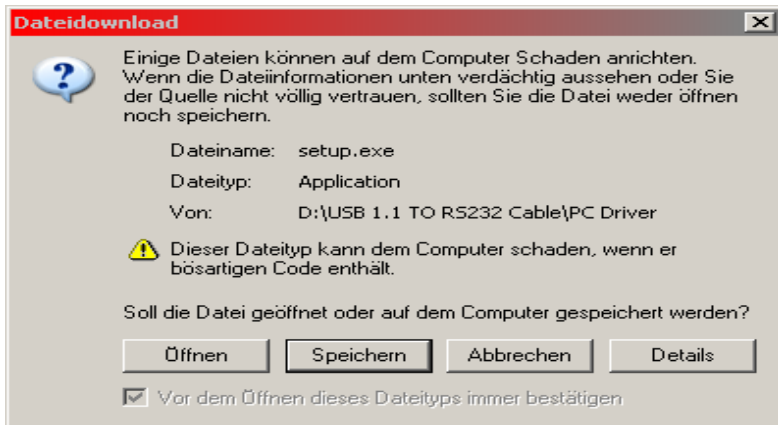 Dateidownload
Einige Dateien können auf dem Computer Schaden anrichten.
Wenn die Dateiinformationen unten verdächtig aussehen oder Sie
der Quelle nicht völlig vertrauen, sollten Sie die Datei weder öffnen
noch speichern.
Dateiname: setup.exe
Dateityp: Application
Von: D:\USB 1.1 TO RS232 Cable\PC Driver
Dieser Dateityp kann dem Computer schaden, wenn er
bösartigen Code enthält.
Soll die Datei geöffnet oder auf dem Computer gespeichert werden?
Öffnen Speichern Abbrechen Details
Vor dem Öffnen dieses Dateityps immer bestätigen